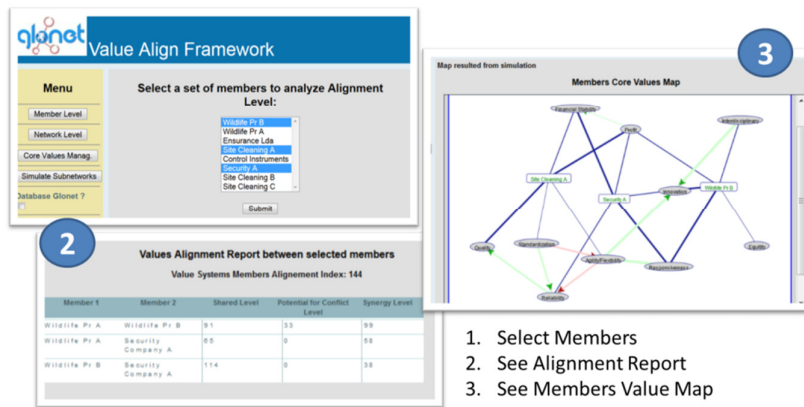 glonet
Value Align Framework
Menu
Member Level
Network Level
Core Values Manag.
Simulate Subnetworks
Database Glonet ?
Select a set of members to analyze Alignment
Level:
Wildlife Pr B
Wildlife Pr A
Ensurance Lda
Site Cleaning A
Control Instruments
Security A
Site Cleaning B
Site Cleaning C
Submit
3
Map resulted from simulation
Members Core Values Map
Financial Stability
Profit
Interdisciplinary
Site Cleaning A
Security A
Innovation
Wildlife Pr B
Quality
Standardization
Agility/Flexibility
Responsiveness
Equility
Reliability
2
Values Alignment Report between selected members
Value Systems Members Alignement Index: 144
Member 1 Member 2 Shared Level Potential for Conflict Level Synergy Level
Wildlife Pr A Wildlife Pr B 91 33 99
Wildlife Pr A Security Company A 65 0 58
Wildlife Pr B Security Company A 114 0 38
1. Select Members
2. See Alignment Report
3. See Members Value Map